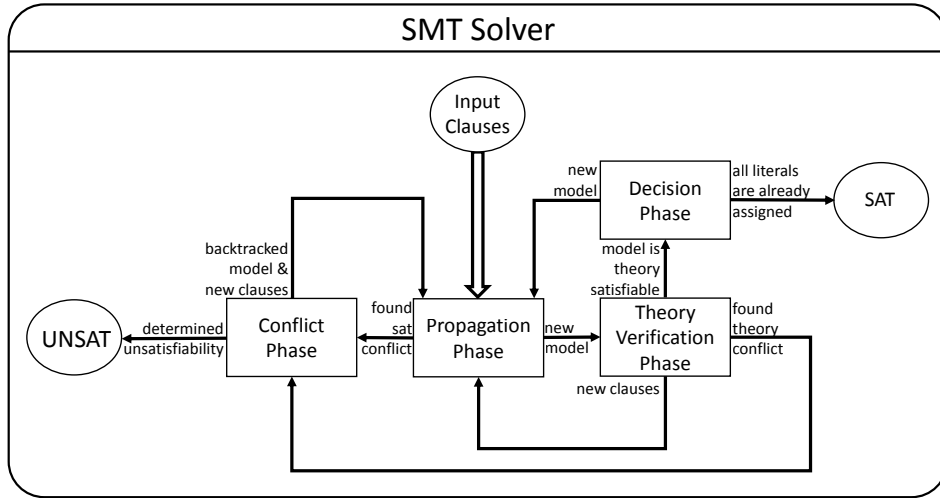 SMT Solver
Input
Clauses
new
model
Decision
Phase
all literals
are already
assigned
SAT
backtracked
model &
new clauses
model is
theory
satisfiable
UNSAT
determined
unsatisfiability
Conflict
Phase
found
sat
conflict
Propagation
Phase
new
model
Theory
Verification
Phase
found
theory
conflict
new clauses